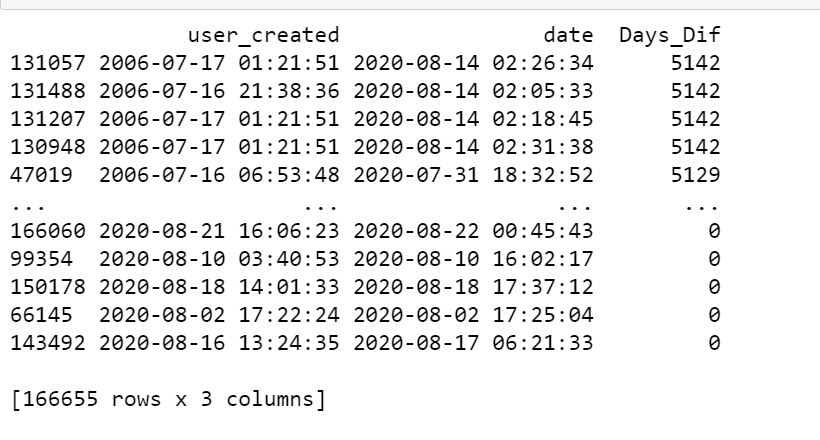 user_created date Days_Dif
131057 2006-07-17 01:21:51 2020-08-14 02:26:34 5142
131488 2006-07-16 21:38:36 2020-08-14 02:05:33 5142
131207 2006-07-17 01:21:51 2020-08-14 02:18:45 5142
130948 2006-07-17 01:21:51 2020-08-14 02:31:38 5142
47019 2006-07-16 06:53:48 2020-07-31 18:32:52 5129
... ... ... ...
166060 2020-08-21 16:06:23 2020-08-22 00:45:43 0
99354 2020-08-10 03:40:53 2020-08-10 16:02:17 0
150178 2020-08-18 14:01:33 2020-08-18 17:37:12 0
66145 2020-08-02 17:22:24 2020-08-02 17:25:04 0
143492 2020-08-16 13:24:35 2020-08-17 06:21:33 0
[166655 rows x 3 columns]